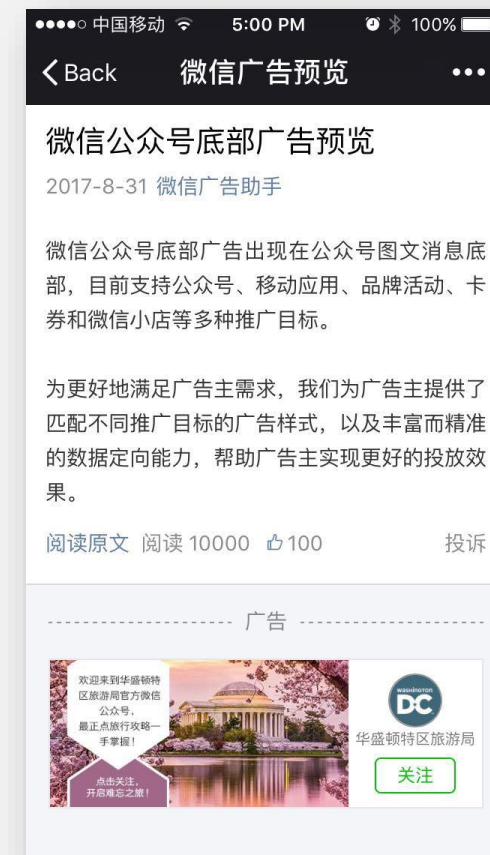 中国移动 5:00 PM 100%
Back 微信广告预览
微信公众号底部广告预览
2017-8-31 微信广告助手
微信公众号底部广告出现在公众号图文消息底
部，目前支持公众号、移动应用、品牌活动、卡
券和微信小店等多种推广目标。
为更好地满足广告主需求，我们为广告主提供了
匹配不同推广目标的广告样式，以及丰富而精准
的数据定向能力，帮助广告主实现更好的投放效
果。
阅读原文 阅读 10000 100 投诉
广告
欢迎来到华盛顿特
区旅游局官方微信
公众号，
最正点旅行攻略一
手掌握！
点击关注，
开启难忘之旅！
WASHINGTON
DC
华盛顿特区旅游局
关注